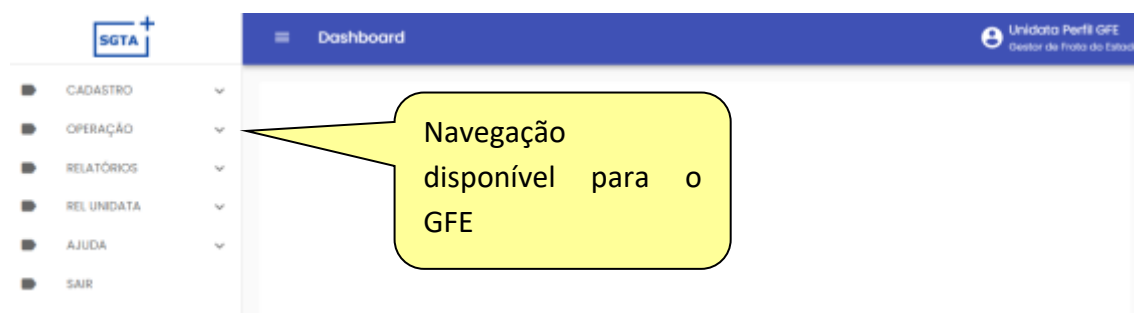 SGTA
Dashboard
Unidata Perfil GFE
Gestor de Frota do Estad
CADASTRO
OPERAÇÃO
RELATÓRIOS
REL UNIDATA
AJUDA
SAIR
Navegação
disponível para o
GFE